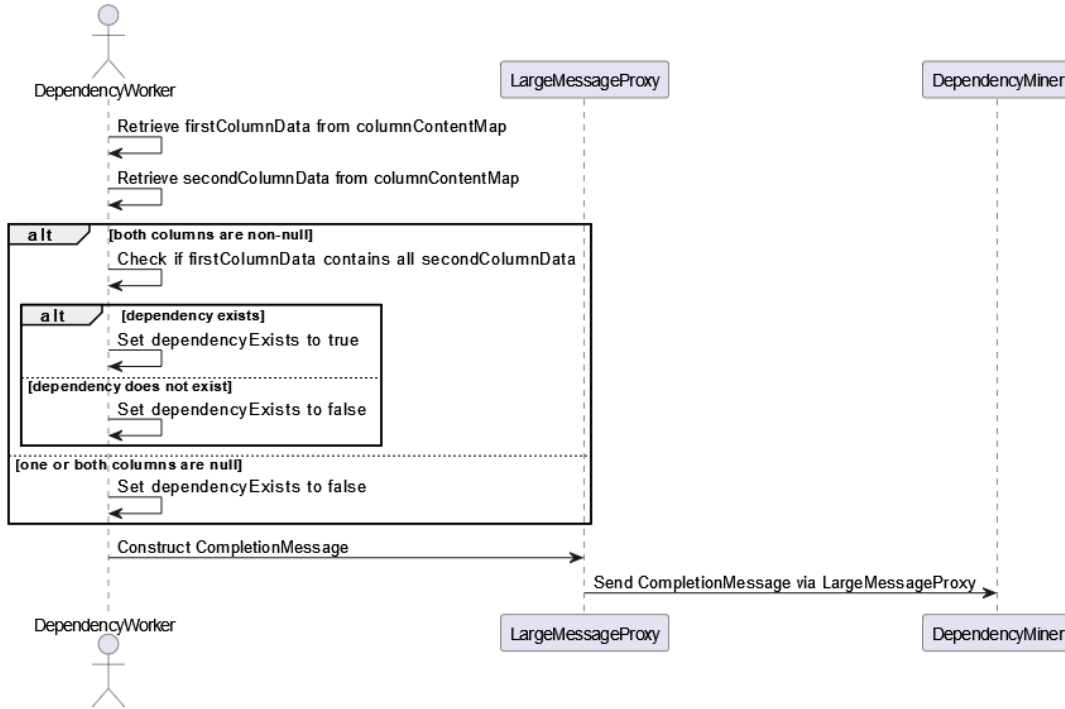 DependencyWorker
LargeMessageProxy
DependencyMiner
Retrieve firstColumnData from columnContentMap
Retrieve secondColumnData from columnContentMap
alt [both columns are non-null]
Check if firstColumnData contains all secondColumnData
alt [dependency exists]
Set dependencyExists to true
[dependency does not exist]
Set dependencyExists to false
[one or both columns are null]
Set dependencyExists to false
Construct CompletionMessage
Send CompletionMessage via LargeMessageProxy
DependencyWorker
LargeMessageProxy
DependencyMiner